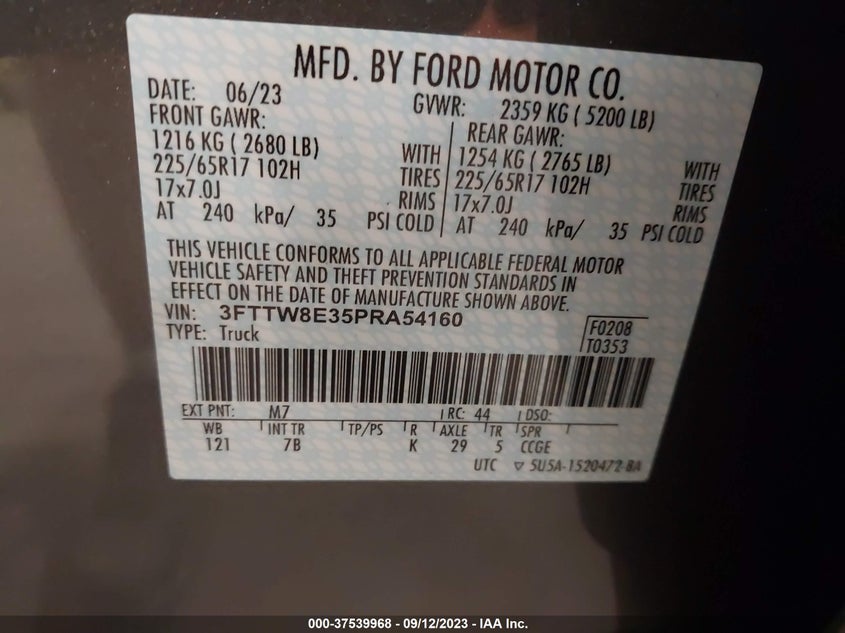 MFD. BY FORD MOTOR CO.
DATE: 06/23 GVWR: 2359 KG ( 5200 LB)
FRONT GAWR: REAR GAWR:
1216 KG ( 2680 LB) WITH 1254 KG ( 2765 LB) WITH
225/65R17 102H TIRES 225/65R17 102H TIRES
17x7.0J RIMS 17x7.0J RIMS
AT 240 kPa/ 35 PSI COLD AT 240 kPa/ 35 PSI COLD
THIS VEHICLE CONFORMS TO ALL APPLICABLE FEDERAL MOTOR
VEHICLE SAFETY AND THEFT PREVENTION STANDARDS IN
EFFECT ON THE DATE OF MANUFACTURE SHOWN ABOVE.
VIN: 3FTTW8E35PRA54160 F0208
TYPE: Truck T0353
EXT PNT: M7 RC: 44 DSO:
WB INT TR TP/PS R AXLE TR SPR
121 7B K 29 5 CCGE
UTC ▽ 5U5A-1520472-BA
000-37539968 - 09/12/2023 - IAA Inc.